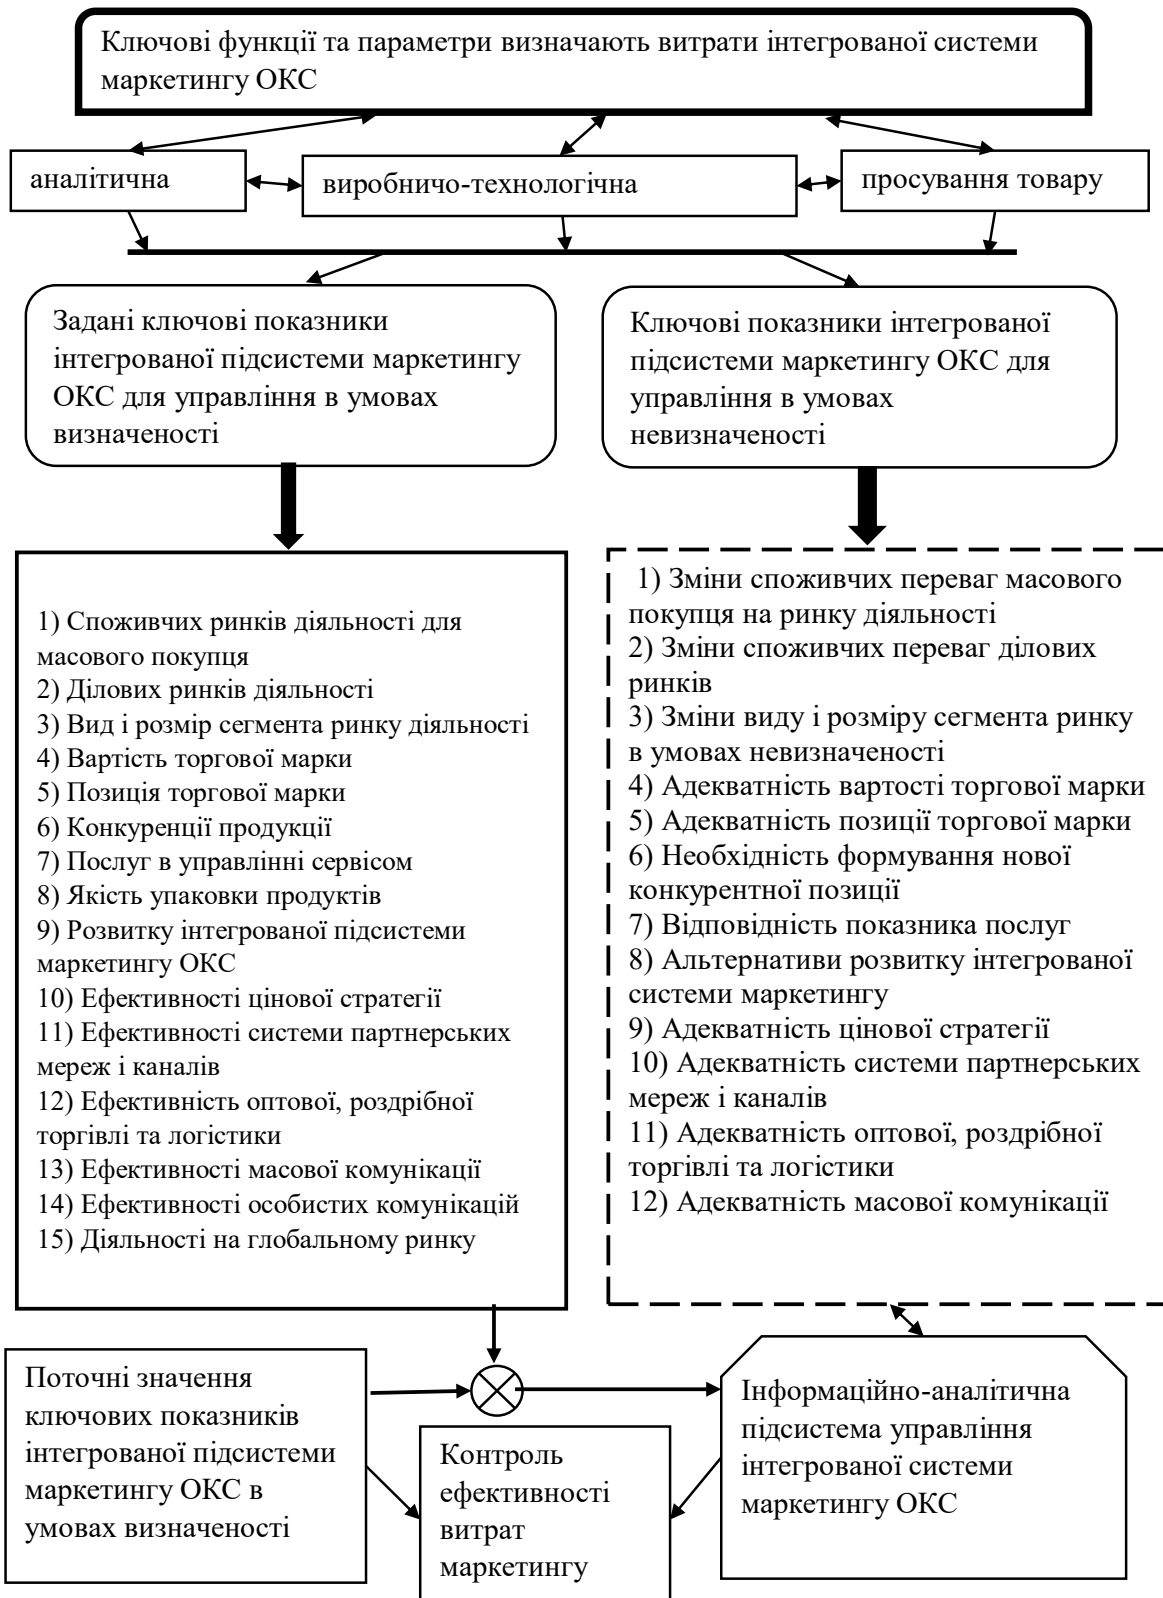 Ключові функції та параметри визначають витрати інтегрованої системи
маркетингу ОКС
аналітична
виробничо-технологічна
просування товару
Задані ключові показники
інтегрованої підсистеми маркетингу
ОКС для управління в умовах
визначеності
Ключові показники інтегрованої
підсистеми маркетингу ОКС для
управління в умовах
невизначеності
1) Споживчих ринків діяльності для
масового покупця
2) Ділових ринків діяльності
3) Вид і розмір сегмента ринку діяльності
4) Вартість торгової марки
5) Позиція торгової марки
6) Конкуренції продукції
7) Послуг в управлінні сервісом
8) Якість упаковки продуктів
9) Розвитку інтегрованої підсистеми
маркетингу ОКС
10) Ефективності цінової стратегії
11) Ефективності системи партнерських
мереж і каналів
12) Ефективність оптової, роздрібної
торгівлі та логістики
13) Ефективності масової комунікації
14) Ефективності особистих комунікацій
15) Діяльності на глобальному ринку
1) Зміни споживчих переваг масового
покупця на ринку діяльності
2) Зміни споживчих переваг ділових
ринків
3) Зміни виду і розміру сегмента ринку
в умовах невизначеності
4) Адекватність вартості торгової марки
5) Адекватність позиції торгової марки
6) Необхідність формування нової
конкурентної позиції
7) Відповідність показника послуг
8) Альтернативи розвитку інтегрованої
системи маркетингу
9) Адекватність цінової стратегії
10) Адекватність системи партнерських
мереж і каналів
11) Адекватність оптової, роздрібної
торгівлі та логістики
12) Адекватність масової комунікації
Поточні значення
ключових показників
інтегрованої підсистеми
маркетингу ОКС в
умовах визначеності
Контроль
ефективності
витрат
маркетингу
Інформаційно-аналітична
підсистема управління
інтегрованої системи
маркетингу ОКС